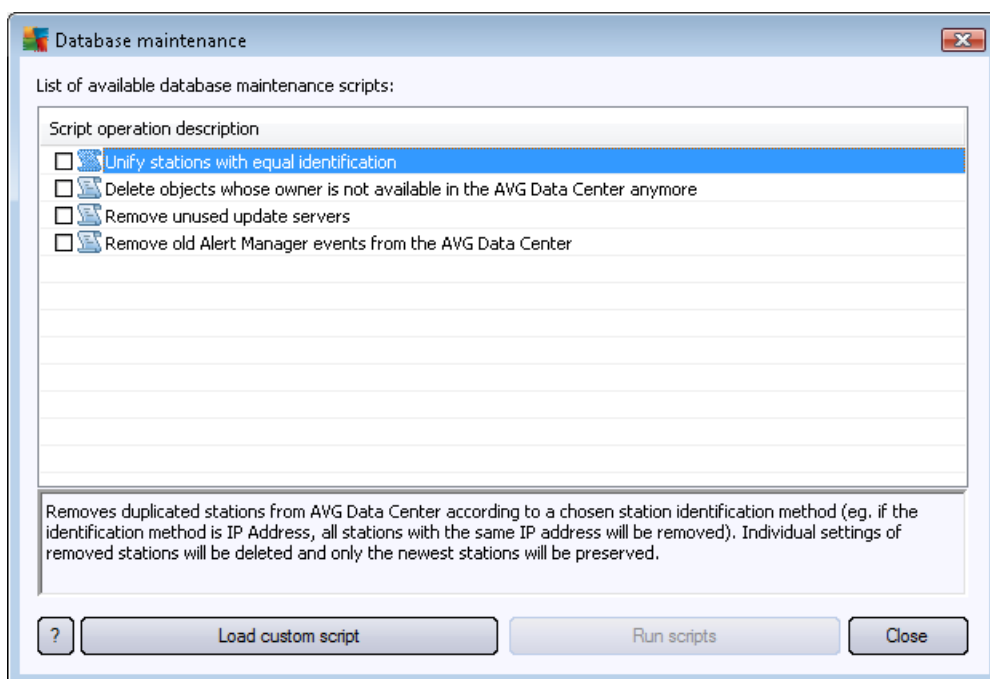 Database maintenance
List of available database maintenance scripts:
Script operation description
Unify stations with equal identification
Delete objects whose owner is not available in the AVG Data Center anymore
Remove unused update servers
Remove old Alert Manager events from the AVG Data Center
Removes duplicated stations from AVG Data Center according to a chosen station identification method (eg. if the
identification method is IP Address, all stations with the same IP address will be removed). Individual settings of
removed stations will be deleted and only the newest stations will be preserved.
? Load custom script Run scripts Close